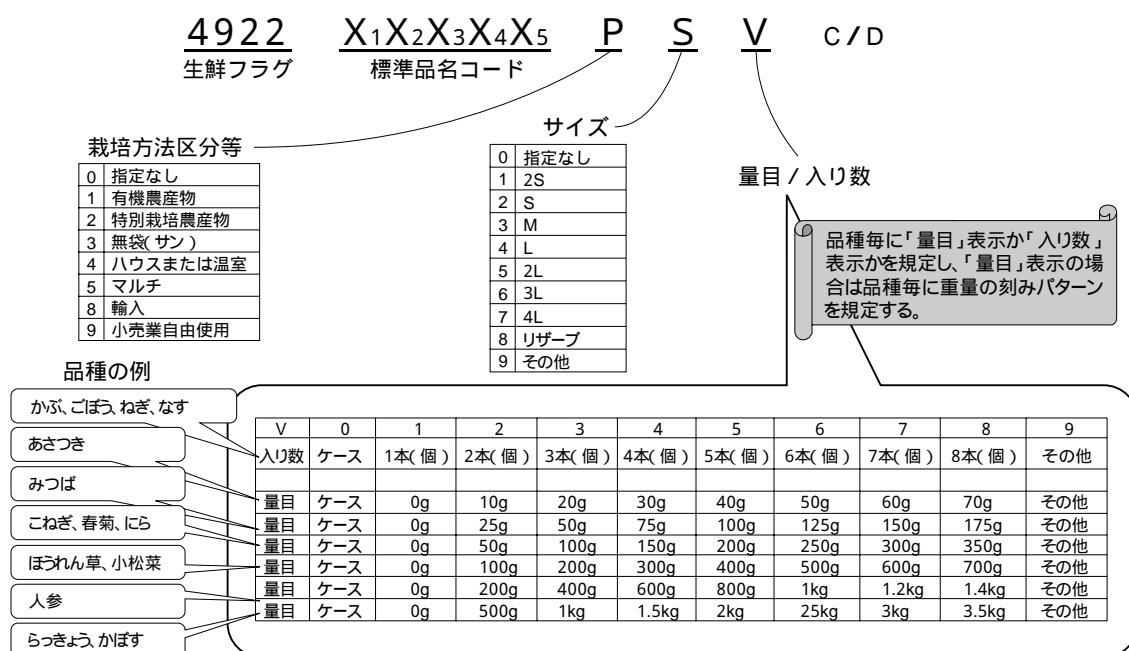 4922 X1X2X3X4X5 P S V C/D
生鮮フラグ 標準品名コード
栽培方法区分等
0 指定なし
1 有機農産物
2 特別栽培農産物
3 無袋(サン)
4 ハウスまたは温室
5 マルチ
8 輸入
9 小売業自由使用
サイズ
0 指定なし
1 2S
2 S
3 M
4 L
5 2L
6 3L
7 4L
8 リザーブ
9 その他
量目/入り数
品種毎に「量目」表示か「入り数」
表示かを規定し、「量目」表示の場
合は品種毎に重量の刻みパターン
を規定する。
品種の例
かぶ、ごぼう、ねぎ、なす
あさつき
みつば
こねぎ、春菊、にら
ほうれん草、小松菜
人参
らっきょう、かぼす
V 0 1 2 3 4 5 6 7 8 9
入り数 ケース 1本(個) 2本(個) 3本(個) 4本(個) 5本(個) 6本(個) 7本(個) 8本(個) その他
量目 ケース 0g 10g 20g 30g 40g 50g 60g 70g その他
量目 ケース 0g 25g 50g 75g 100g 125g 150g 175g その他
量目 ケース 0g 50g 100g 150g 200g 250g 300g 350g その他
量目 ケース 0g 100g 200g 300g 400g 500g 600g 700g その他
量目 ケース 0g 200g 400g 600g 800g 1kg 1.2kg 1.4kg その他
量目 ケース 0g 500g 1kg 1.5kg 2kg 25kg 3kg 3.5kg その他